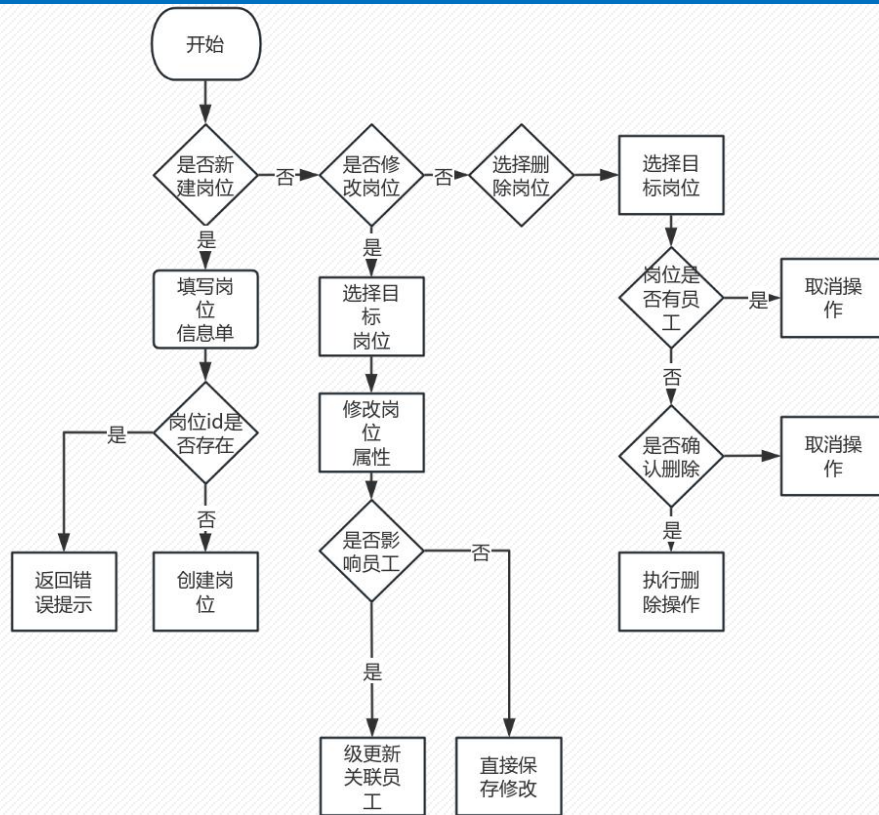 开始
是否新
建岗位
否
是否修
改岗位
否
选择删
除岗位
选择目
标岗位
是
填写岗
位
信息单
是
选择目
标
岗位
岗位是
否有员
工
是
取消操
作
岗位id是
否存在
是
否
修改岗
位
属性
否
是否确
认删除
取消操
作
返回错
误提示
创建岗
位
是否影
响员工
否
是
执行删
除操作
是
级更新
关联员
工
直接保
存修改